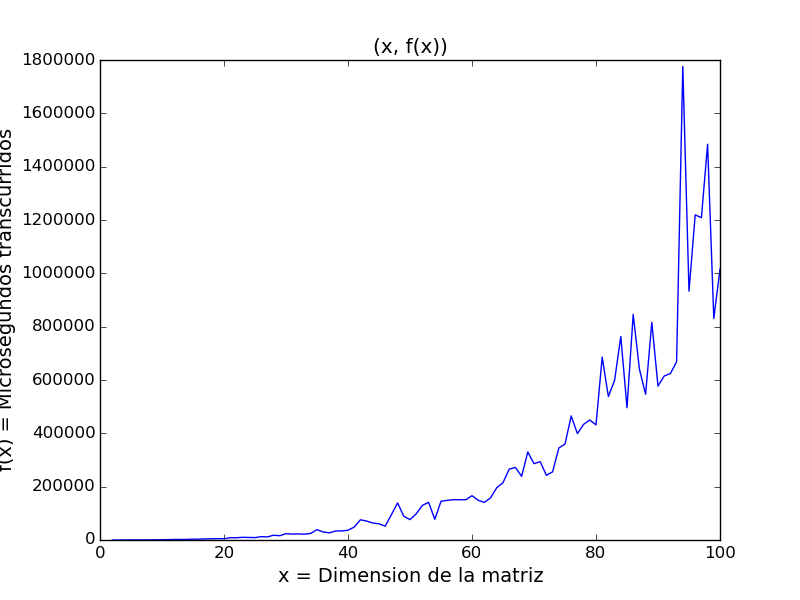 (x, f(x))
1800000
1600000
1400000
1200000
1000000
800000
600000
400000
200000
0
0 20 40 60 80 100
x = Dimension de la matriz
f(x) = Microsegundos transcurridos